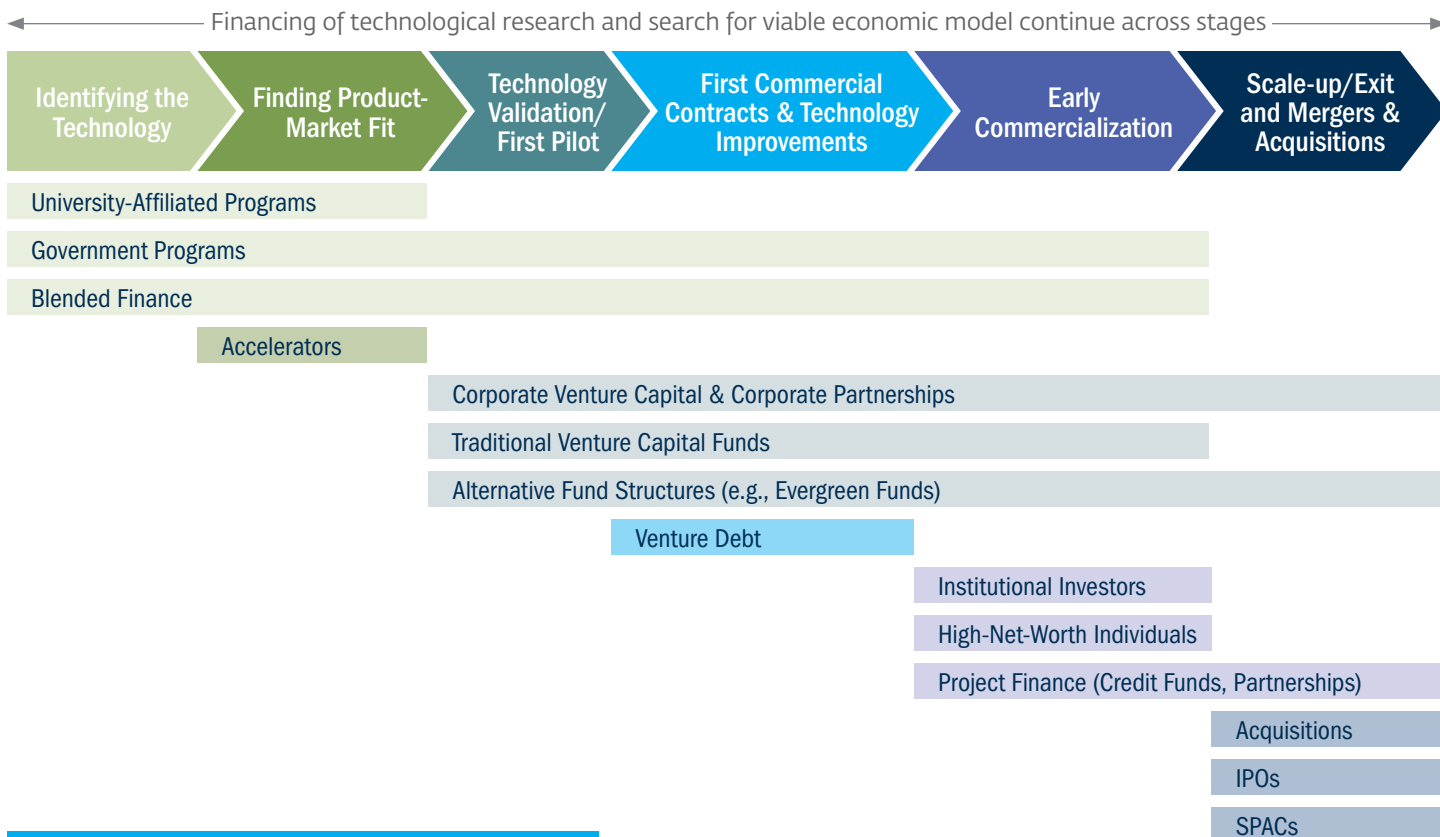 Financing of technological research and search for viable economic model continue across stages
Identifying the
Technology
Finding Product-
Market Fit
Technology
Validation/
First Pilot
First Commercial
Contracts & Technology
Improvements
Early
Commercialization
Scale-up/Exit
and Mergers &
Acquisitions
University-Affiliated Programs
Government Programs
Blended Finance
Accelerators
Corporate Venture Capital & Corporate Partnerships
Traditional Venture Capital Funds
Alternative Fund Structures (e.g., Evergreen Funds)
Venture Debt
Institutional Investors
High-Net-Worth Individuals
Project Finance (Credit Funds, Partnerships)
Acquisitions
IPOs
SPACs